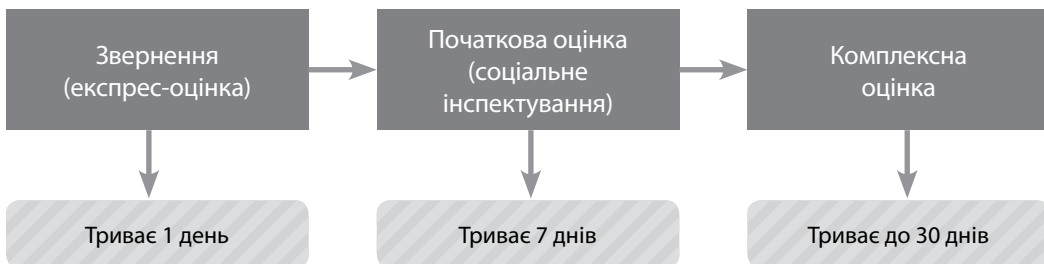 Звернення
(експрес-оцінка)
Початкова оцінка
(соціальне
інспектування)
Комплексна
оцінка
Триває 1 день
Триває 7 днів
Триває до 30 днів